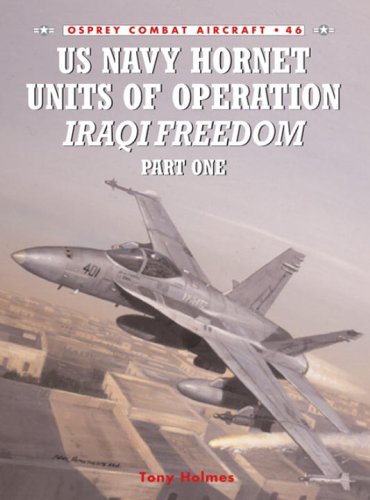 OSPREY COMBAT AIRCRAFT • 46
US NAVY HORNET
UNITS OF OPERATION
IRAQI FREEDOM
PART ONE
401
Tony Holmes